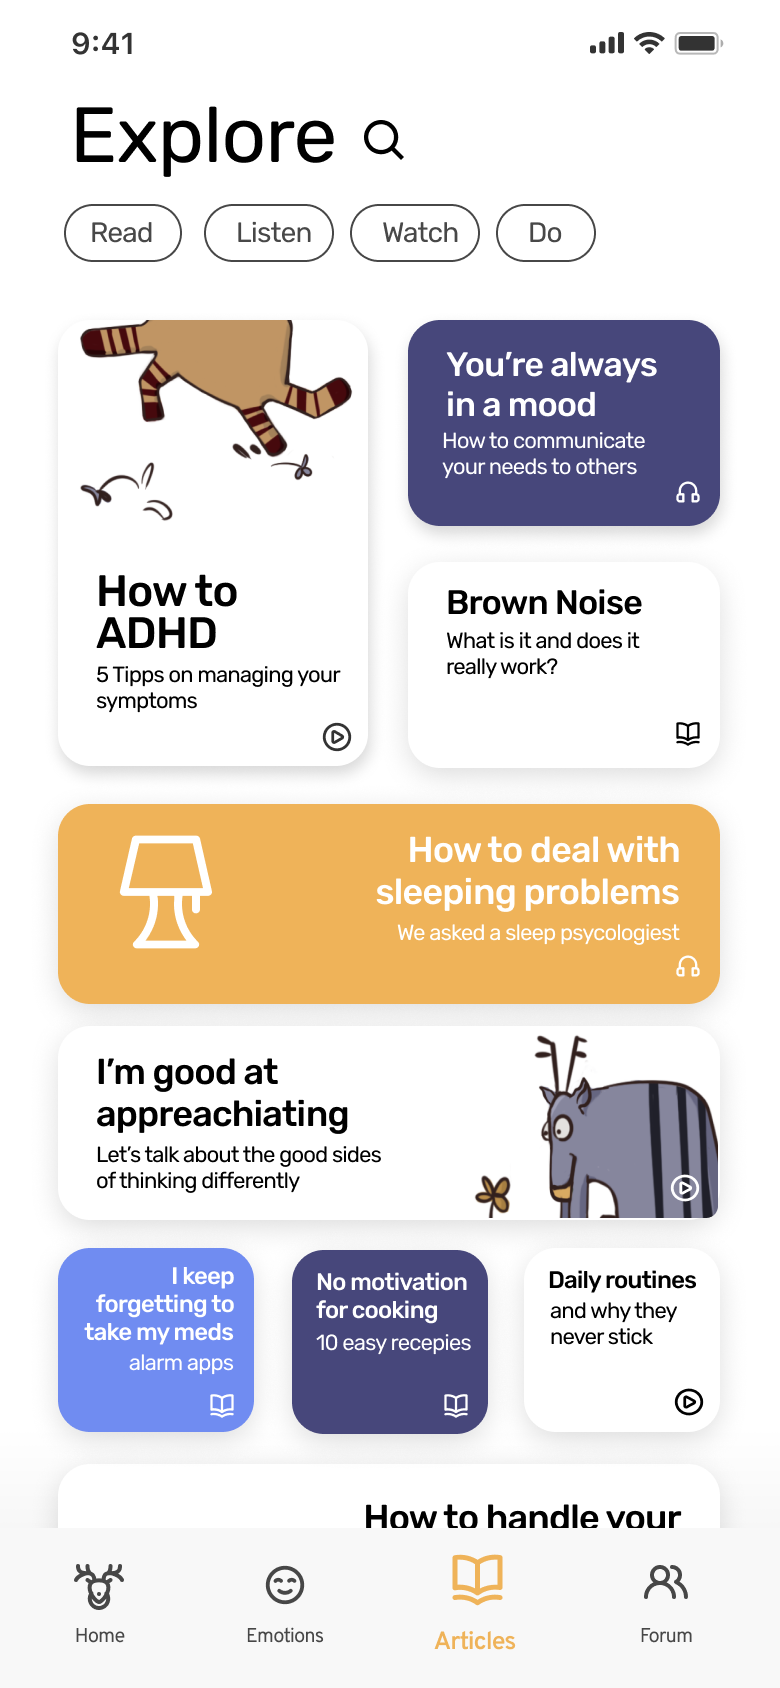 9:41
Explore
Read Listen Watch Do
You're always
in a mood
How to communicate
your needs to others
How to
ADHD
5 Tipps on managing your
symptoms
Brown Noise
What is it and does it
really work?
How to deal with
sleeping problems
We asked a sleep psycologiest
I'm good at
appreachiating
Let's talk about the good sides
of thinking differently
I keep
forgetting to
take my meds
alarm apps
No motivation
for cooking
10 easy recepies
Daily routines
and why they
never stick
How to handle your
Home Emotions Articles Forum